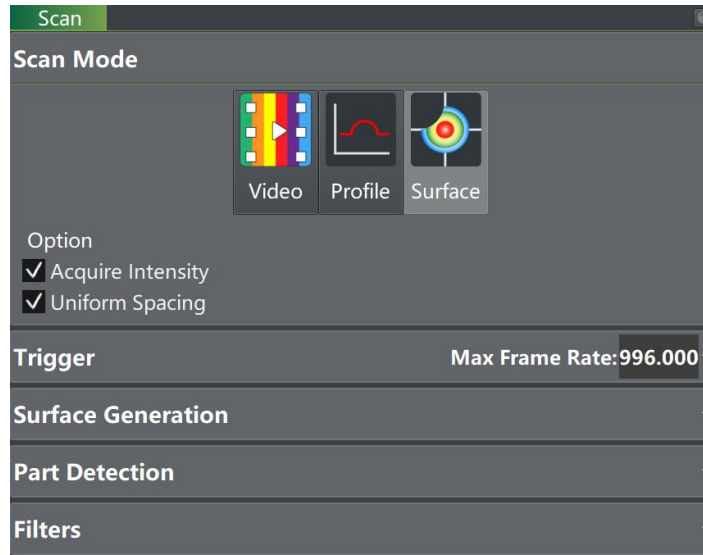 Scan
Scan Mode
Video Profile Surface
Option
Acquire Intensity
Uniform Spacing
Trigger Max Frame Rate:996.000
Surface Generation
Part Detection
Filters